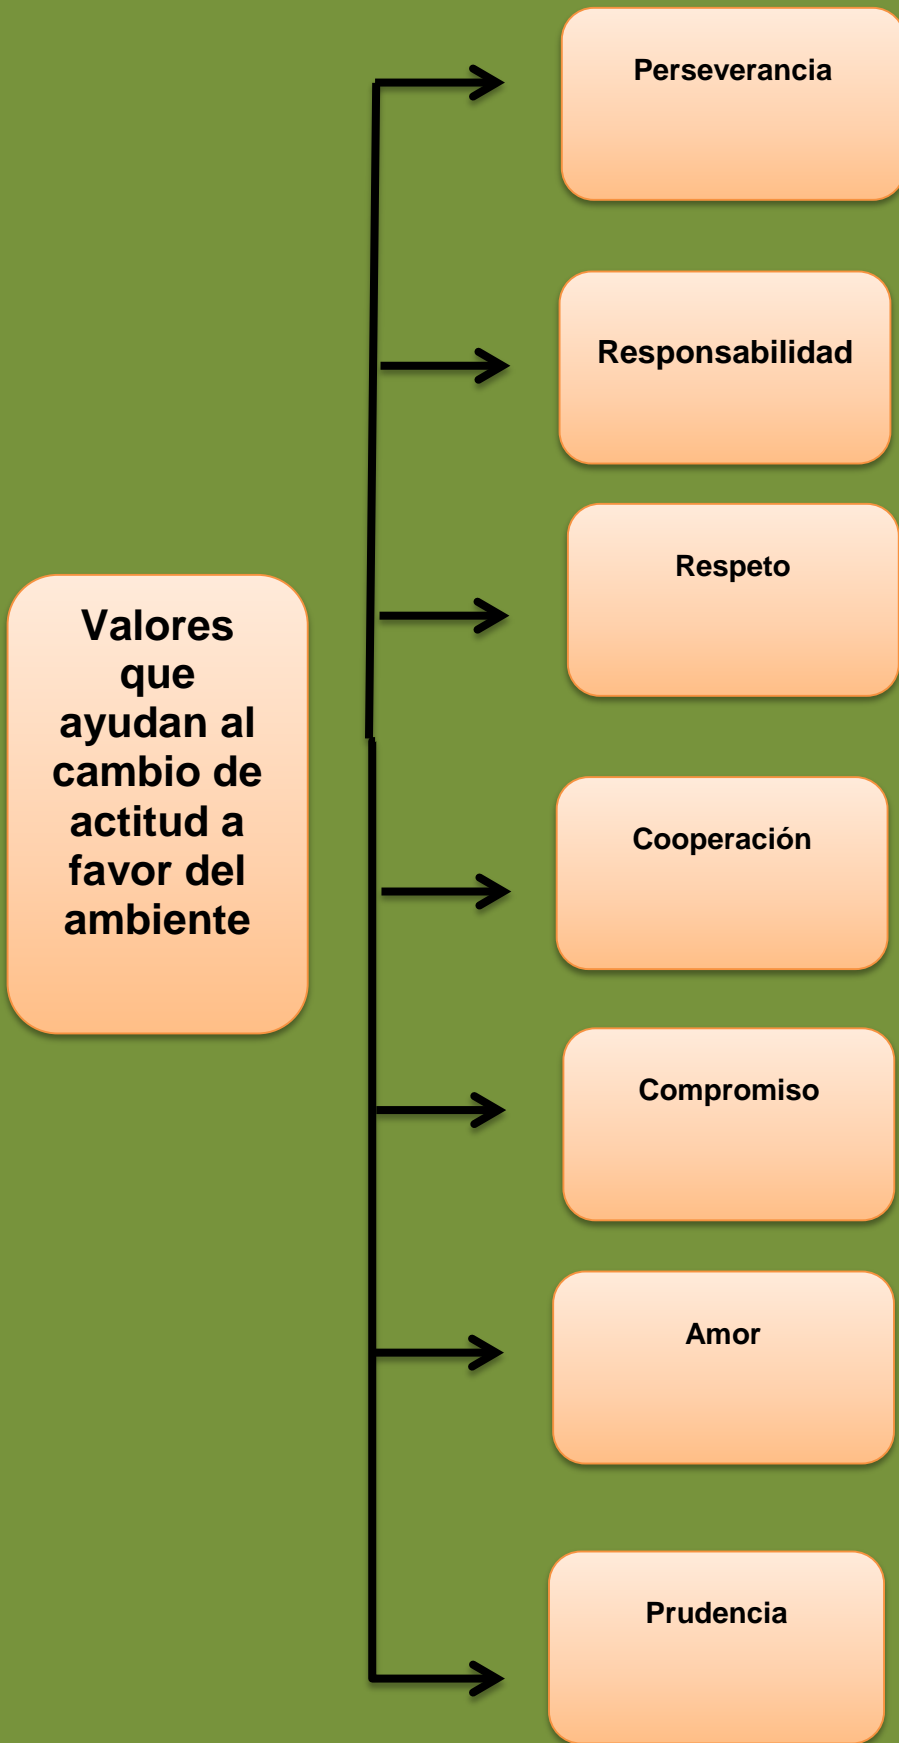 Perseverancia
Responsabilidad
Respeto
Valores
que
ayudan al
cambio de
actitud a
favor del
ambiente
Cooperación
Compromiso
Amor
Prudencia